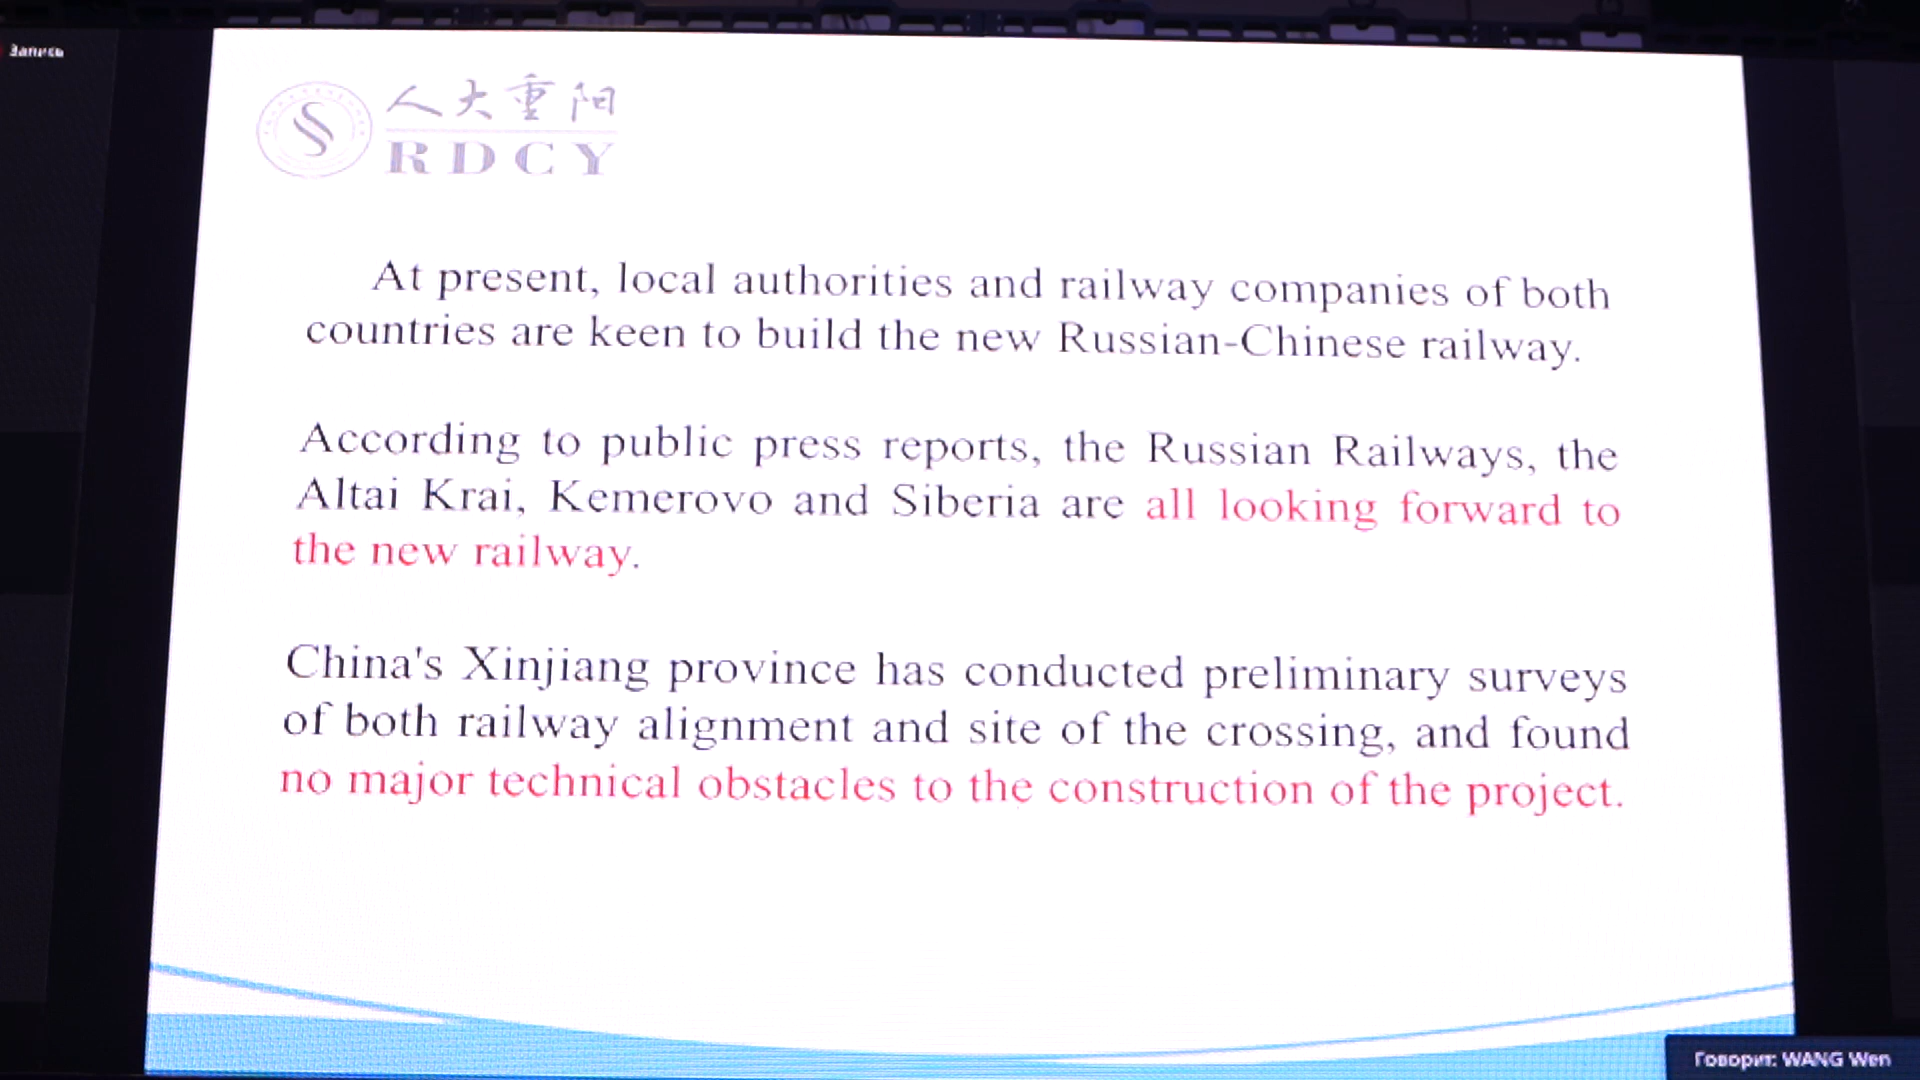 Запись
人大重阳
RDCY
At present, local authorities and railway companies of both
countries are keen to build the new Russian-Chinese railway.
According to public press reports, the Russian Railways, the
Altai Krai, Kemerovo and Siberia are all looking forward to
the new railway.
China's Xinjiang province has conducted preliminary surveys
of both railway alignment and site of the crossing, and found
no major technical obstacles to the construction of the project.
Говорит: WANG Wen